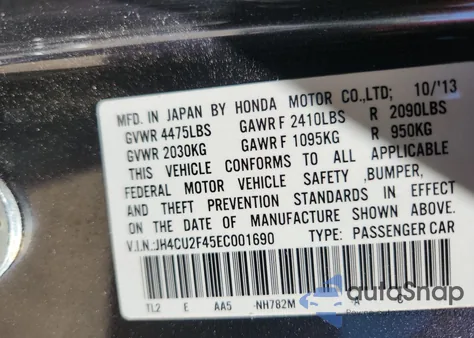 MFD. IN JAPAN BY HONDA MOTOR CO.,LTD; 10/'13
GVWR 4475LBS GAWR F 2410LBS R 2090LBS
GVWR 2030KG GAWR F 1095KG R 950KG
THIS VEHICLE CONFORMS TO ALL APPLICABLE
FEDERAL MOTOR VEHICLE SAFETY ,BUMPER,
AND THEFT PREVENTION STANDARDS IN EFFECT
ON THE DATE OF MANUFACTURE SHOWN ABOVE.
V.I.N.:JH4CU2F45EC001690 TYPE: PASSENGER CAR
TL2 E AA5 -NH782M A
autoSnap